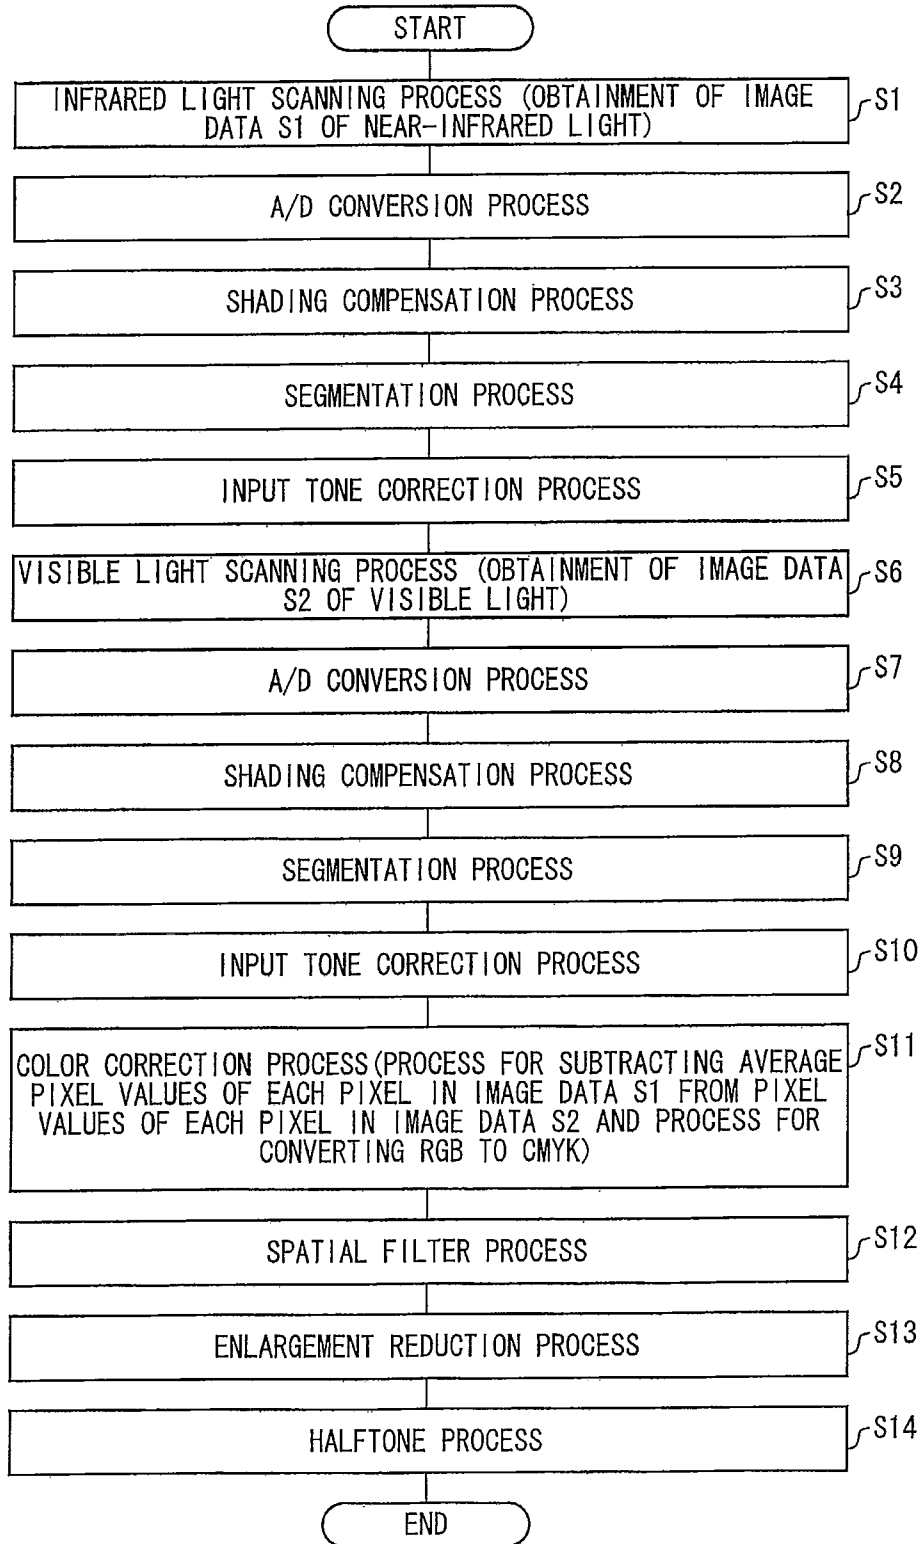 START
INFRARED LIGHT SCANNING PROCESS (OBTAINMENT OF IMAGE
DATA S1 OF NEAR-INFRARED LIGHT)
S1
A/D CONVERSION PROCESS
S2
SHADING COMPENSATION PROCESS
S3
SEGMENTATION PROCESS
S4
INPUT TONE CORRECTION PROCESS
S5
VISIBLE LIGHT SCANNING PROCESS (OBTAINMENT OF IMAGE DATA
S2 OF VISIBLE LIGHT)
S6
A/D CONVERSION PROCESS
S7
SHADING COMPENSATION PROCESS
S8
SEGMENTATION PROCESS
S9
INPUT TONE CORRECTION PROCESS
S10
COLOR CORRECTION PROCESS(PROCESS FOR SUBTRACTING AVERAGE
PIXEL VALUES OF EACH PIXEL IN IMAGE DATA S1 FROM PIXEL
VALUES OF EACH PIXEL IN IMAGE DATA S2 AND PROCESS FOR
CONVERTING RGB TO CMYK)
S11
SPATIAL FILTER PROCESS
S12
ENLARGEMENT REDUCTION PROCESS
S13
HALFTONE PROCESS
S14
END